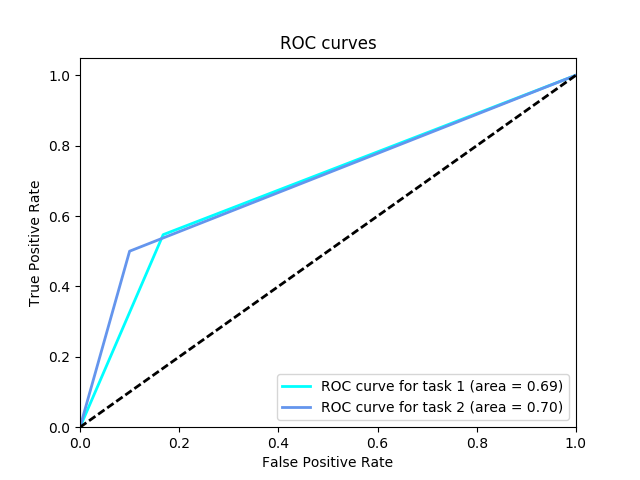 ROC curves
True Positive Rate
1.0
0.8
0.6
0.4
0.2
0.0
0.0 0.2 0.4 0.6 0.8 1.0
False Positive Rate
ROC curve for task 1 (area = 0.69)
ROC curve for task 2 (area = 0.70)